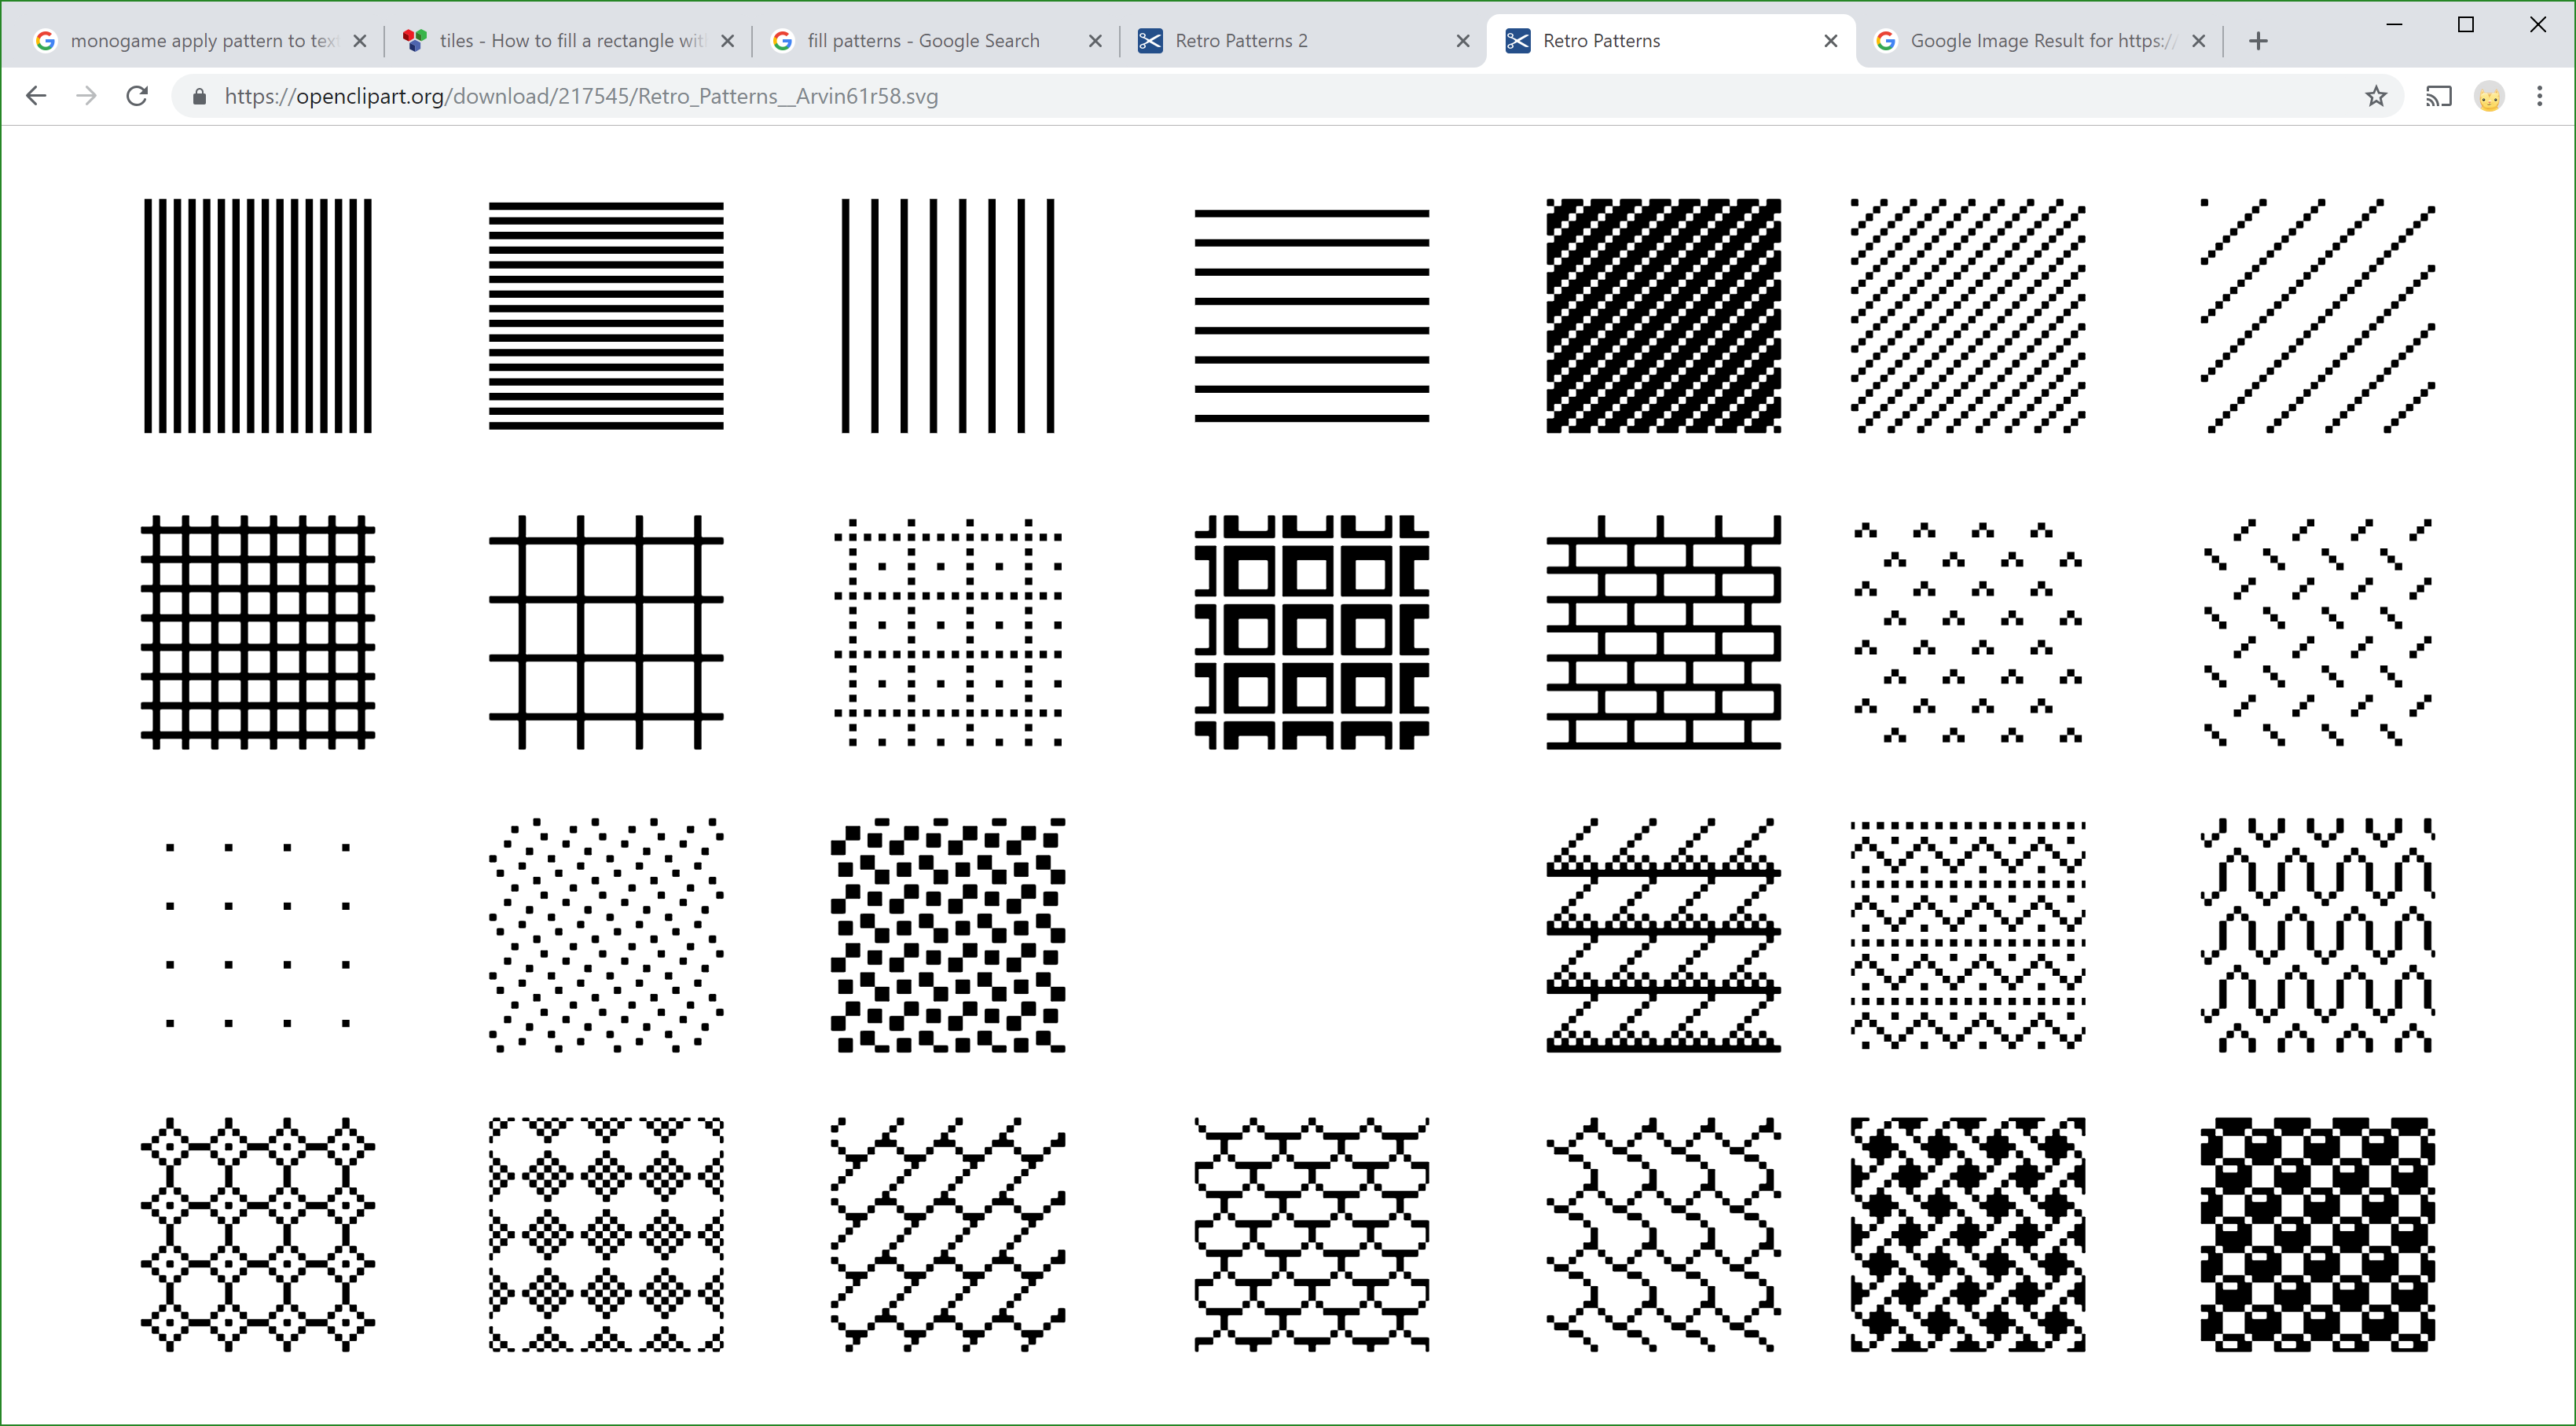 monogame apply pattern to tex
tiles - How to fill a rectangle wit
fill patterns - Google Search
Retro Patterns 2
Retro Patterns
Google Image Result for https://
https://openclipart.org/download/217545/Retro_Patterns__Arvin61r58.svg